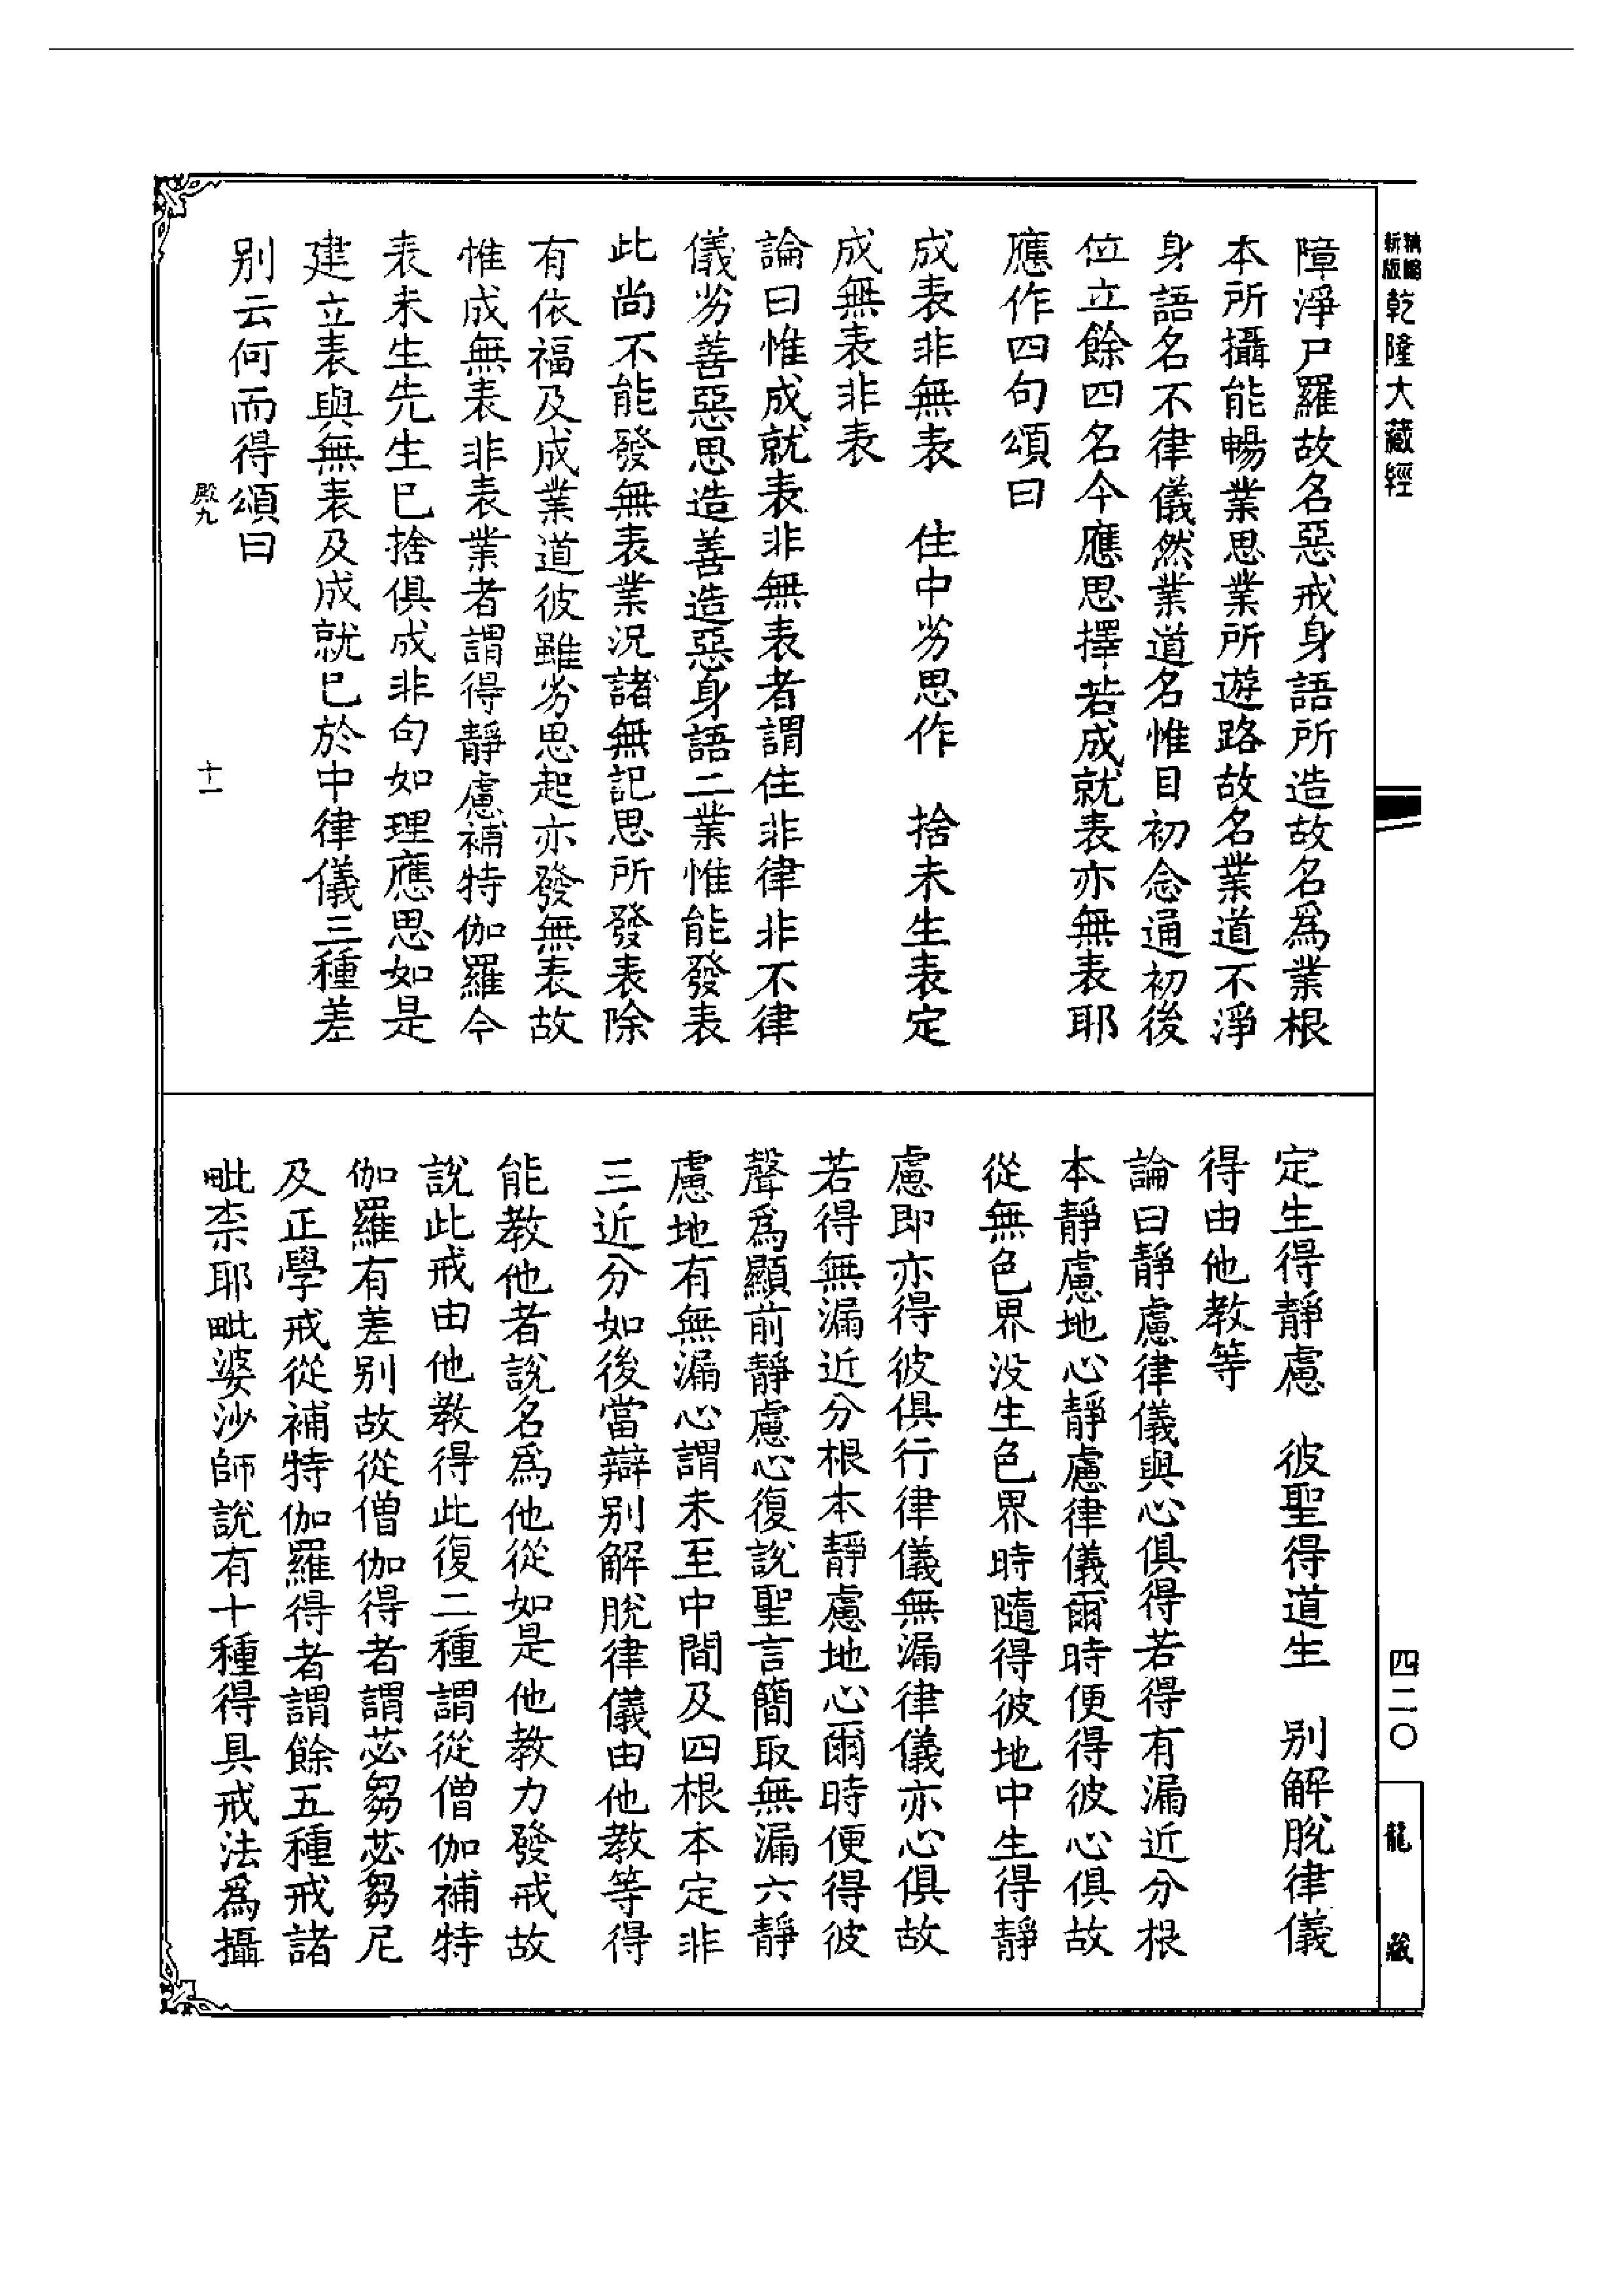 精縮
新版
乾隆大藏經
障淨尸羅故名惡戒身語所造故名爲業根
本所攝能暢業思業所遊路故名業道不淨
身語名不律儀然業道名惟目初念通初後
位立餘四名今應思擇若成就表亦無表耶
應作四句頌曰
成表非無表　住中劣思作　捨未生表定
成無表非表
論曰惟成就表非無表者謂住非律非不律
儀劣善惡思造善造惡身語二業惟能發表
此尚不能發無表業況諸無記思所發表除
有依福及成業道彼雖劣思起亦發無表故
惟成無表非表業者謂得靜慮補特伽羅今
表未生先生已捨俱成非句如理應思如是
建立表與無表及成就已於中律儀三種差
別云何而得頌曰
殿九
十一
定生得靜慮　彼聖得道生　別解脫律儀
得由他教等
論曰靜慮律儀與心俱得若得有漏近分根
本靜慮地心靜慮律儀爾時便得彼心俱故
從無色界没生色界時隨得彼地中生得靜
慮即亦得彼俱行律儀無漏律儀亦心俱故
若得無漏近分根本靜慮地心爾時便得彼
聲爲顯前靜慮心復說聖言簡取無漏六靜
慮地有無漏心謂未至中間及四根本定非
三近分如後當辯別解脫律儀由他教等得
能教他者說名爲他從如是他教力發戒故
說此戒由他教得此復二種謂從僧伽補特
伽羅有差別故從僧伽得者謂苾芻苾芻尼
及正學戒從補特伽羅得者謂餘五種戒諸
毗柰耶毗婆沙師說有十種得具戒法爲攝
四二〇
龍藏